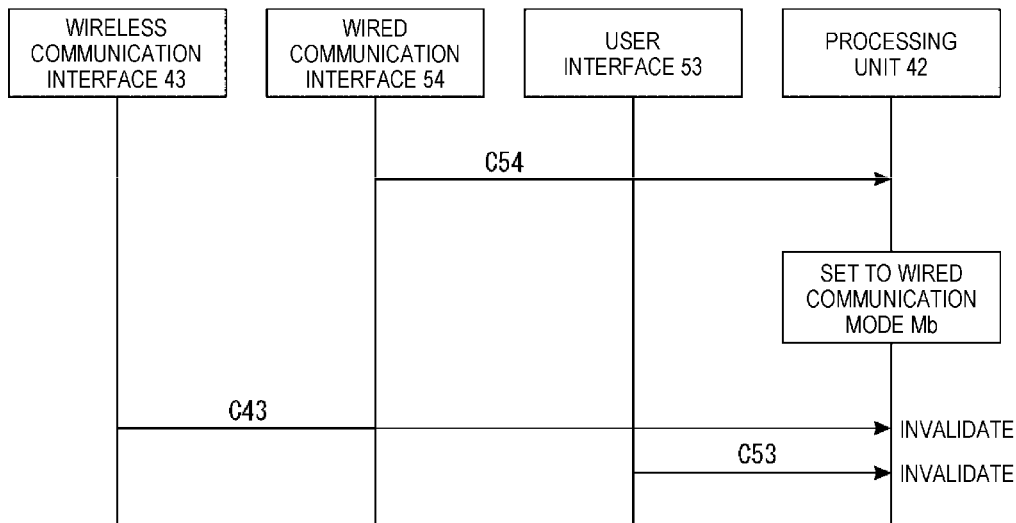 WIRELESS
COMMUNICATION
INTERFACE 43
WIRED
COMMUNICATION
INTERFACE 54
USER
INTERFACE 53
PROCESSING
UNIT 42
C54
SET TO WIRED
COMMUNICATION
MODE Mb
C43
INVALIDATE
C53
INVALIDATE